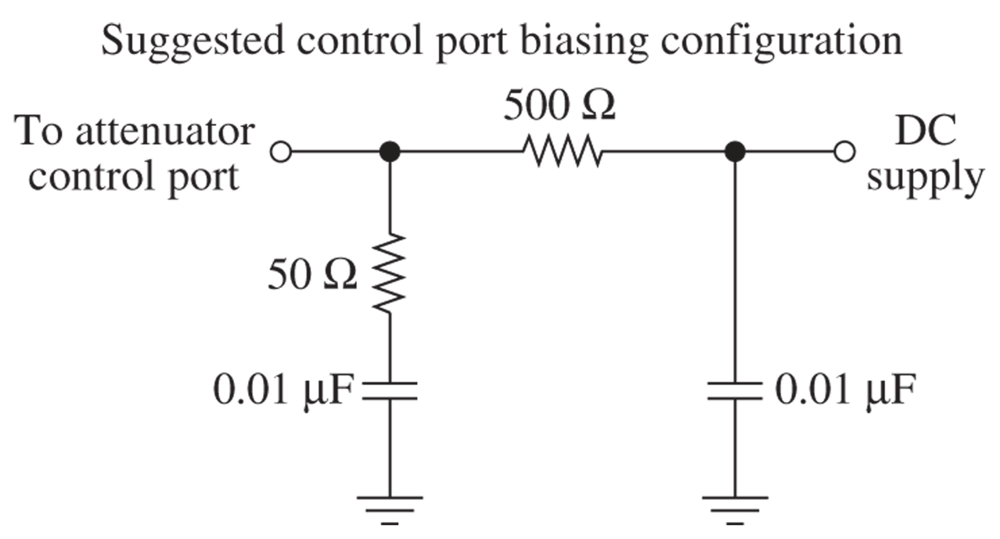 Suggested control port biasing configuration
500 Ω
To attenuator
control port
DC
supply
50 Ω
0.01 μF
0.01 μF